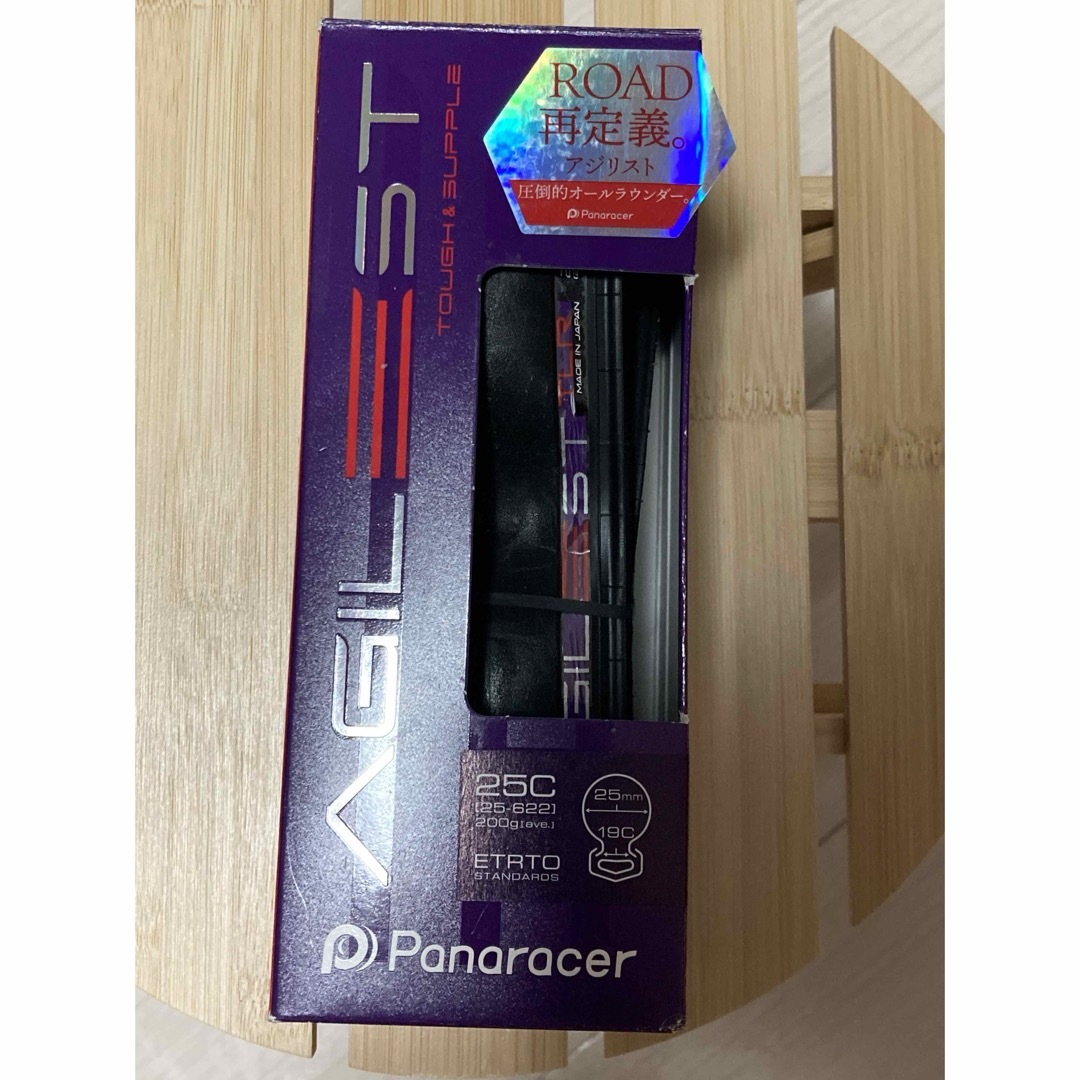 ROAD
再定義。
アジリスト
圧倒的オールラウンダー。
Panaracer
AGILEST
TOUGH & SUPPLE
MADE IN JAPAN
GILEST
25C
[25-622]
200g[ave.]
ETRTO
STANDARDS
25mm
19C
Panaracer